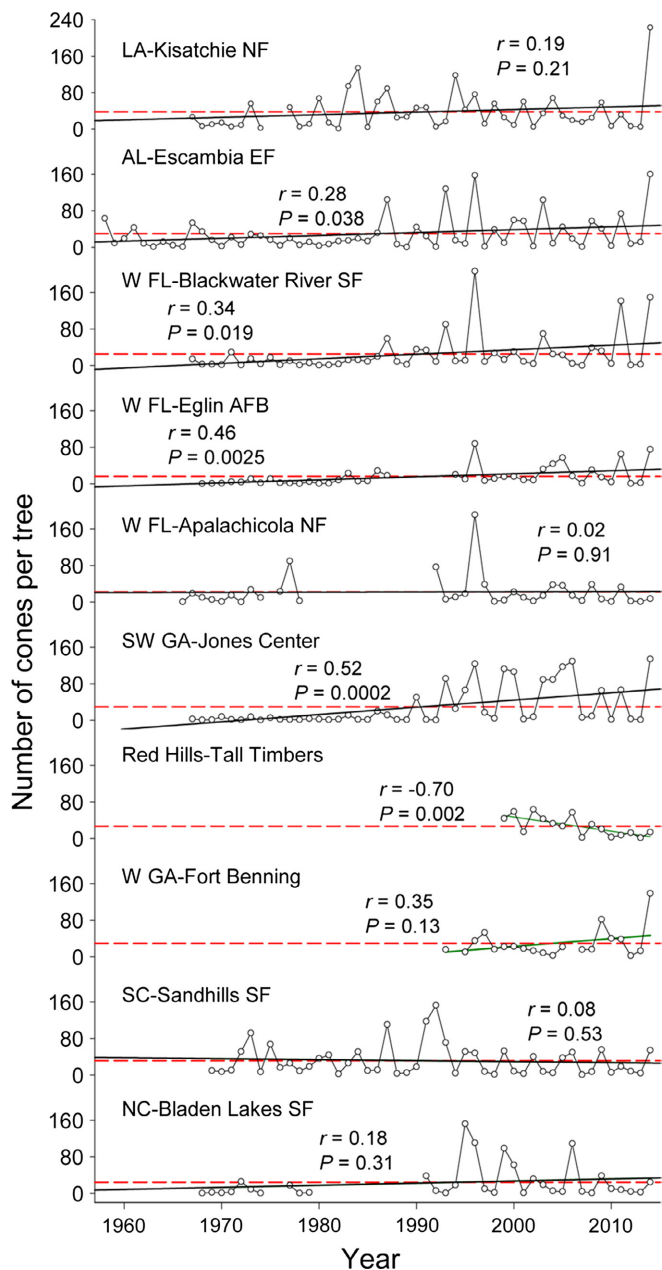 Number of cones per tree
240
160
80
0
LA-Kisatchie NF
r = 0.19
P = 0.21
160
80
0
AL-Escambia EF
r = 0.28
P = 0.038
160
80
0
W FL-Blackwater River SF
r = 0.34
P = 0.019
160
80
0
W FL-Eglin AFB
r = 0.46
P = 0.0025
160
80
0
W FL-Apalachicola NF
r = 0.02
P = 0.91
160
80
0
SW GA-Jones Center
r = 0.52
P = 0.0002
160
80
0
Red Hills-Tall Timbers
r = -0.70
P = 0.002
160
80
0
W GA-Fort Benning
r = 0.35
P = 0.13
160
80
0
SC-Sandhills SF
r = 0.08
P = 0.53
160
80
0
NC-Bladen Lakes SF
r = 0.18
P = 0.31
1960 1970 1980 1990 2000 2010
Year